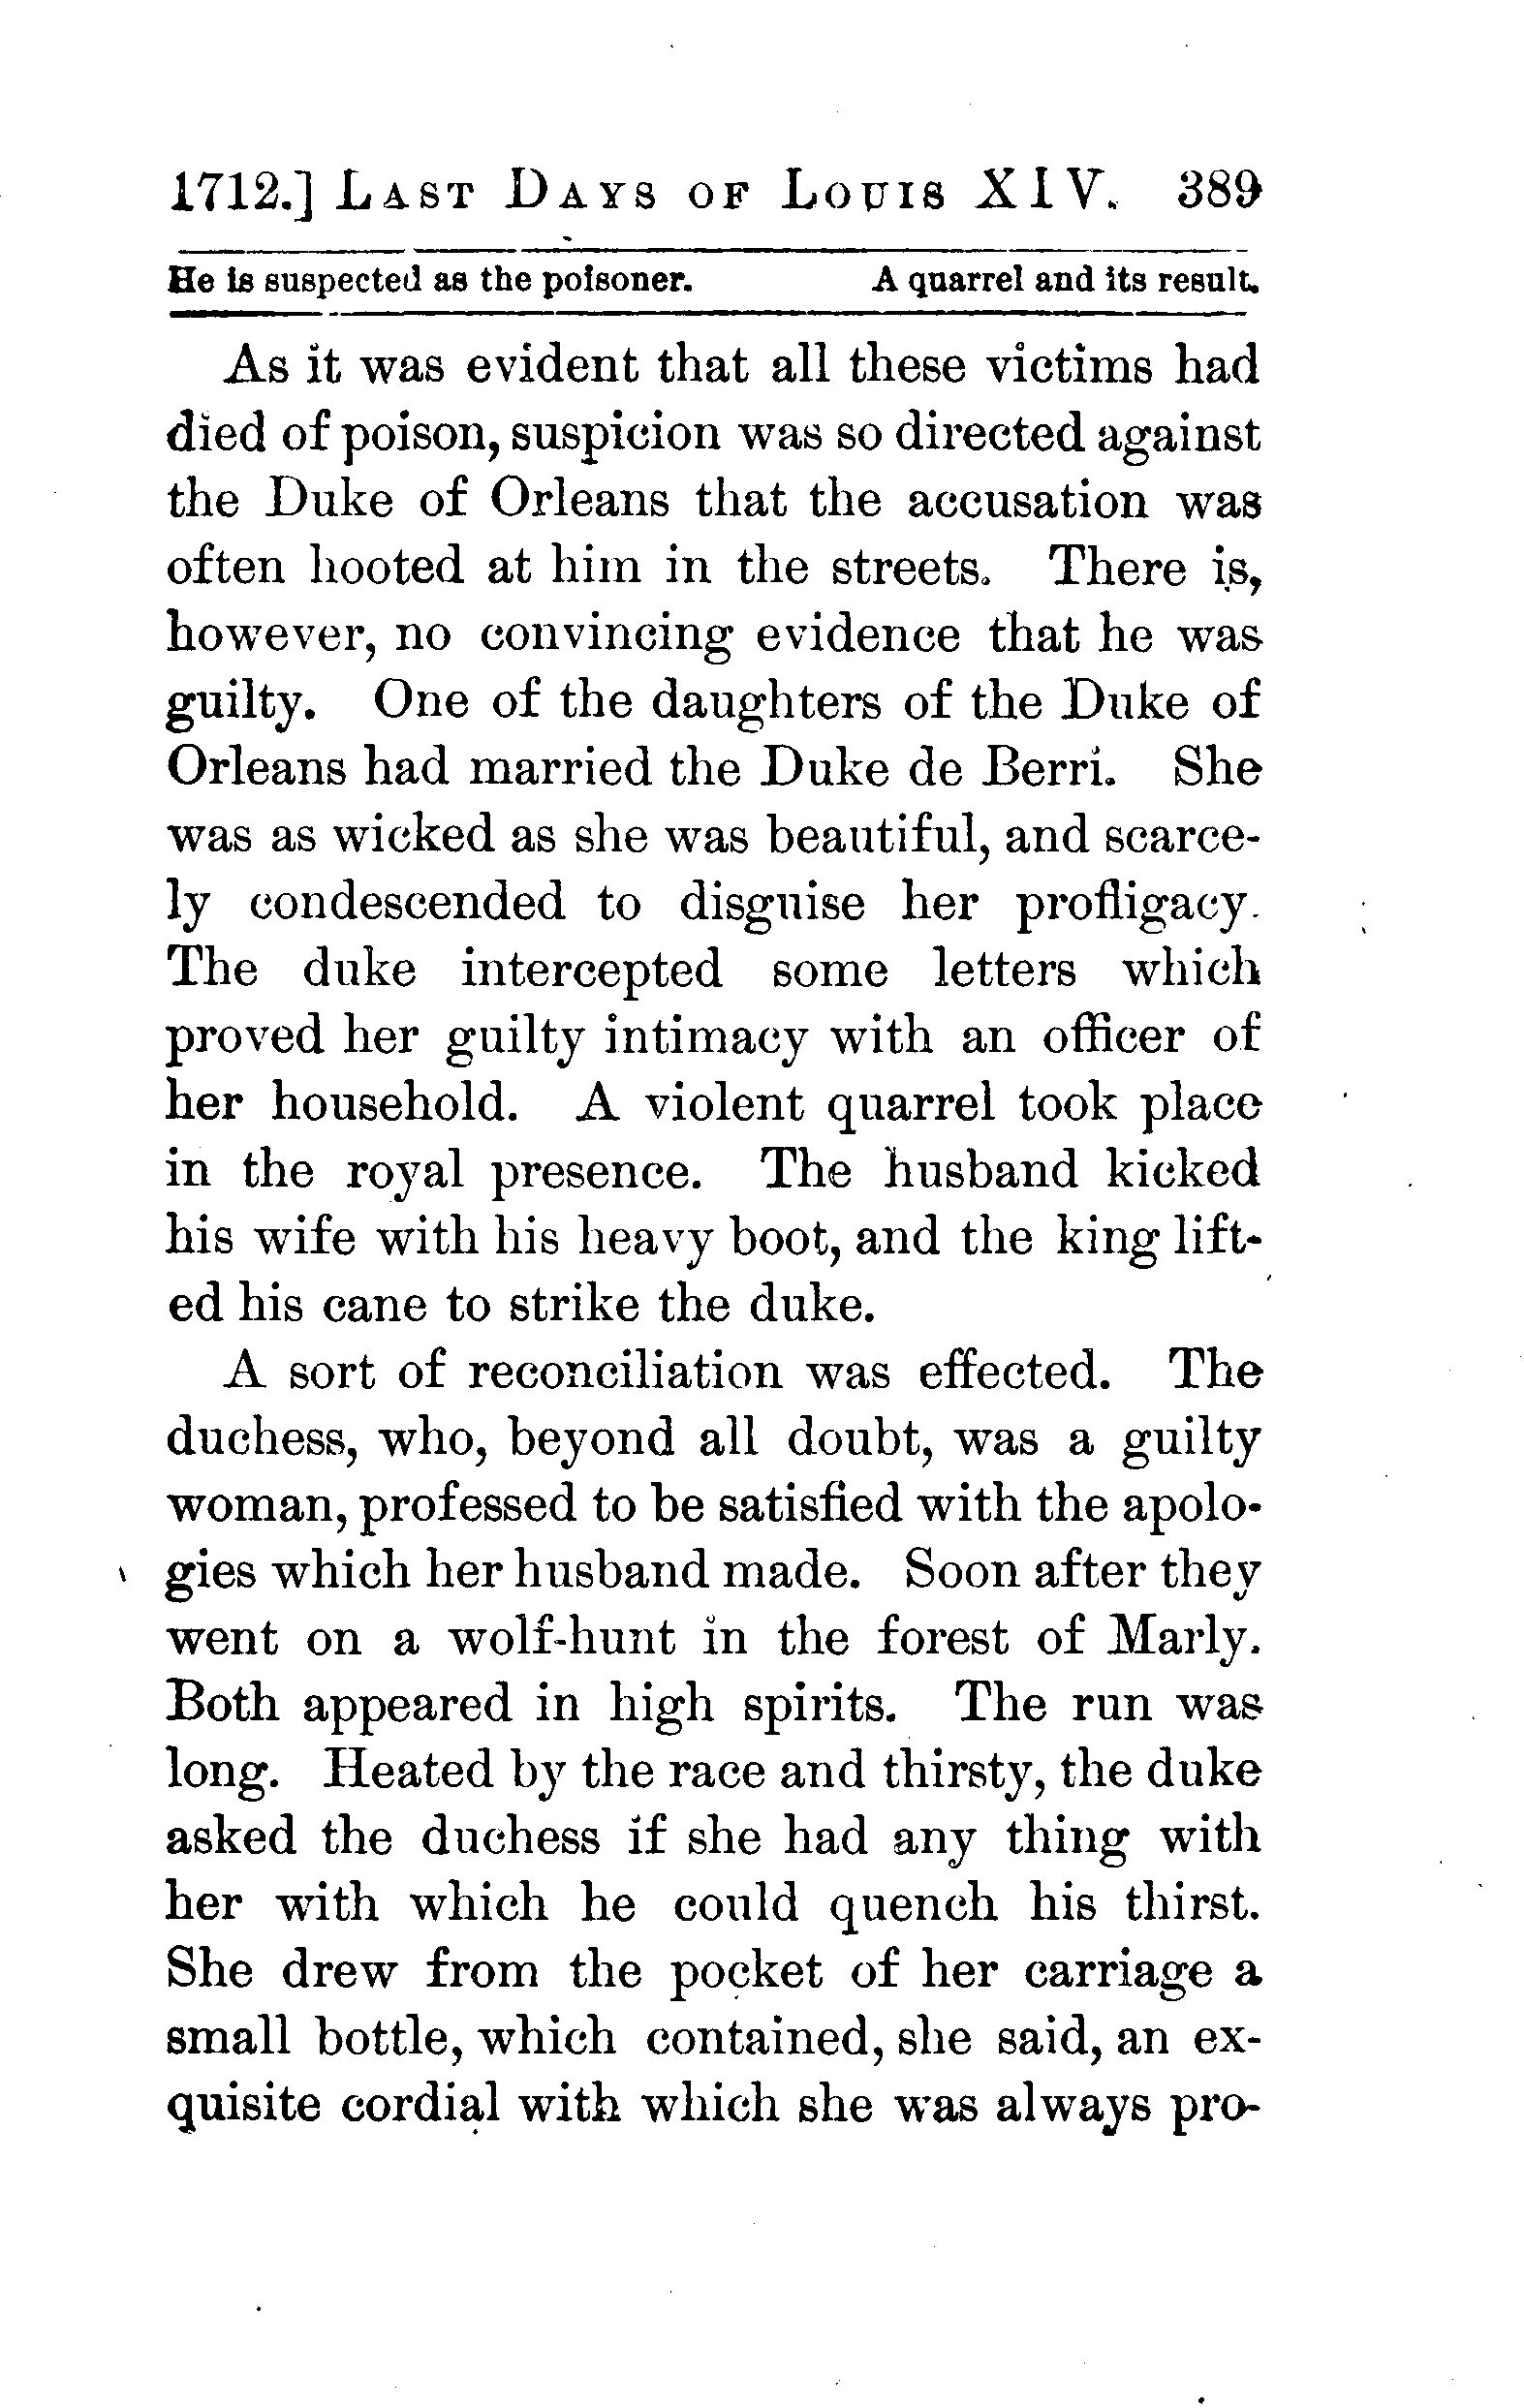 1712.] LAST DAYS OF LOUIS XIV. 389
He is suspected as the poisoner. A quarrel and its result.
As it was evident that all these victims had
died of poison, suspicion was so directed against
the Duke of Orleans that the accusation was
often hooted at him in the streets. There is,
however, no convincing evidence that he was
guilty. One of the daughters of the Duke of
Orleans had married the Duke de Berri. She
was as wicked as she was beautiful, and scarce-
ly condescended to disguise her profligacy.
The duke intercepted some letters which
proved her guilty intimacy with an officer of
her household. A violent quarrel took place
in the royal presence. The husband kicked
his wife with his heavy boot, and the king lift-
ed his cane to strike the duke.
A sort of reconciliation was effected. The
duchess, who, beyond all doubt, was a guilty
woman, professed to be satisfied with the apolo-
gies which her husband made. Soon after they
went on a wolf-hunt in the forest of Marly.
Both appeared in high spirits. The run was
long. Heated by the race and thirsty, the duke
asked the duchess if she had any thing with
her with which he could quench his thirst.
She drew from the pocket of her carriage a
small bottle, which contained, she said, an ex-
quisite cordial with which she was always pro-